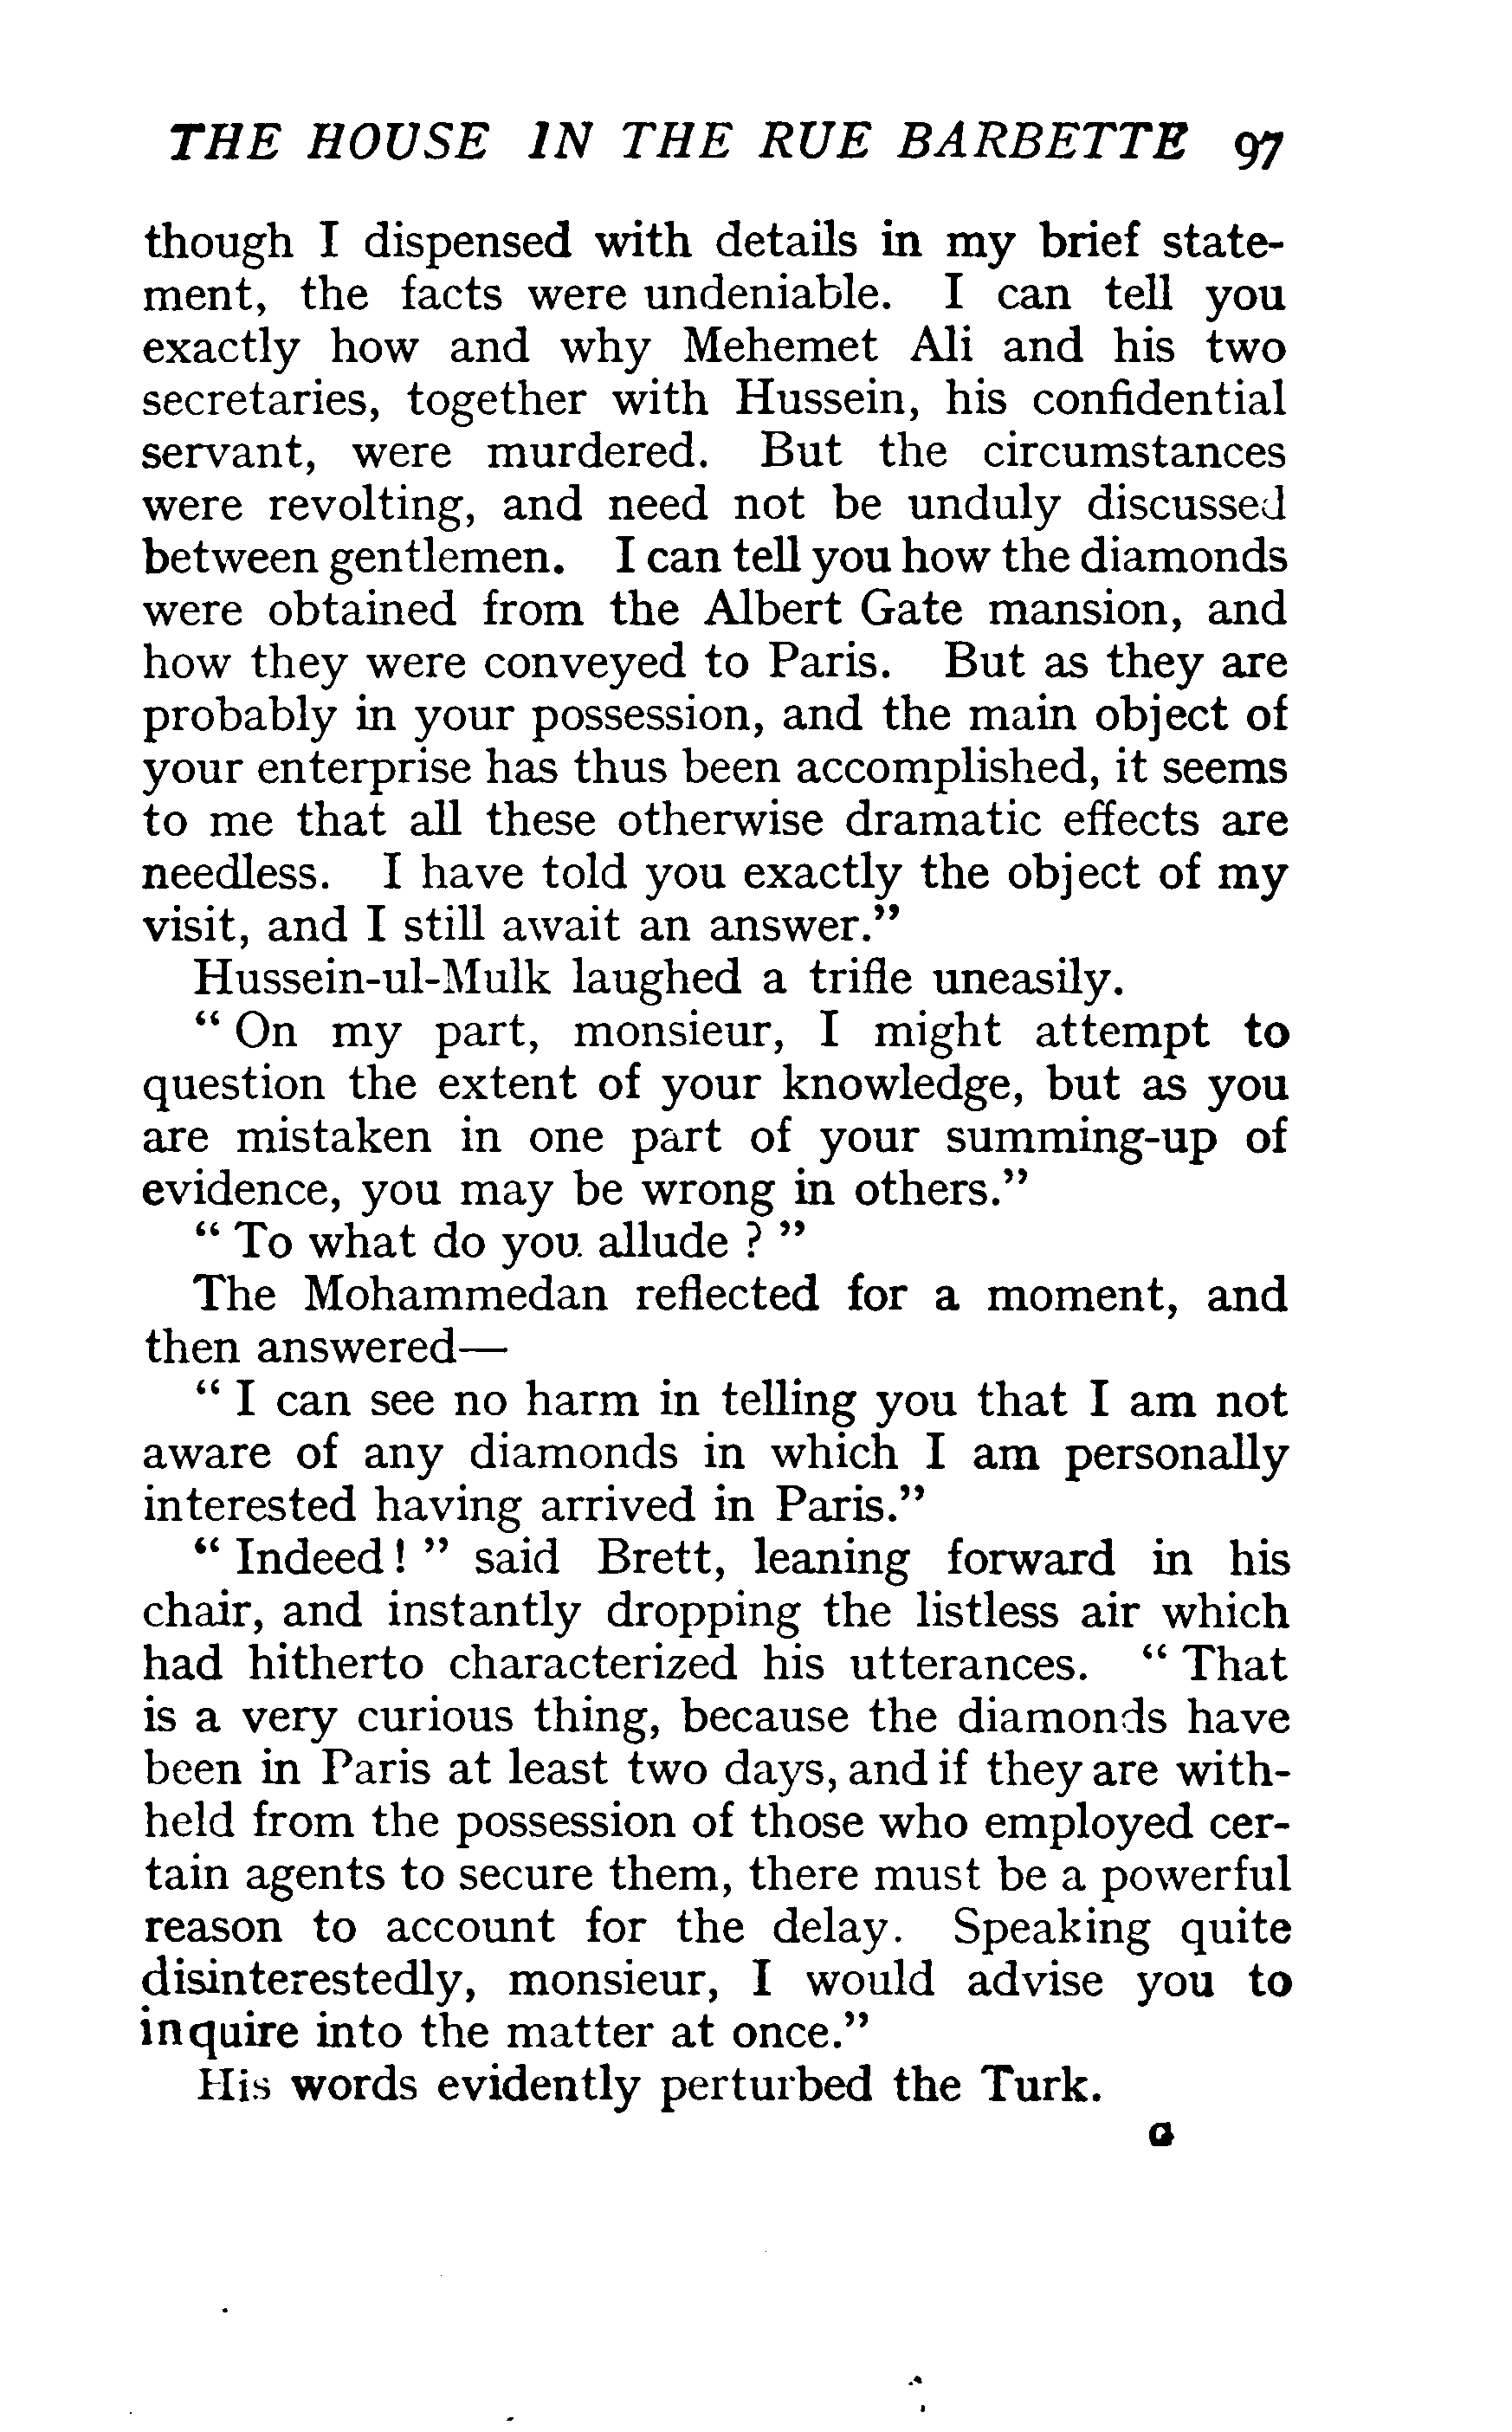 THE HOUSE IN THE RUE BARBETTE 97
though I dispensed with details in my brief state-
ment, the facts were undeniable. I can tell you
exactly how and why Mehemet Ali and his two
secretaries, together with Hussein, his confidential
servant, were murdered. But the circumstances
were revolting, and need not be unduly discussed
between gentlemen. I can tell you how the diamonds
were obtained from the Albert Gate mansion, and
how they were conveyed to Paris. But as they are
probably in your possession, and the main object of
your enterprise has thus been accomplished, it seems
to me that all these otherwise dramatic effects are
needless. I have told you exactly the object of my
visit, and I still await an answer.”
Hussein-ul-Mulk laughed a trifle uneasily.
“ On my part, monsieur, I might attempt to
question the extent of your knowledge, but as you
are mistaken in one part of your summing-up of
evidence, you may be wrong in others.”
“ To what do you allude ? ”
The Mohammedan reflected for a moment, and
then answered—
“ I can see no harm in telling you that I am not
aware of any diamonds in which I am personally
interested having arrived in Paris.”
“ Indeed ! ” said Brett, leaning forward in his
chair, and instantly dropping the listless air which
had hitherto characterized his utterances. “ That
is a very curious thing, because the diamonds have
been in Paris at least two days, and if they are with-
held from the possession of those who employed cer-
tain agents to secure them, there must be a powerful
reason to account for the delay. Speaking quite
disinterestedly, monsieur, I would advise you to
inquire into the matter at once.”
His words evidently perturbed the Turk.
G